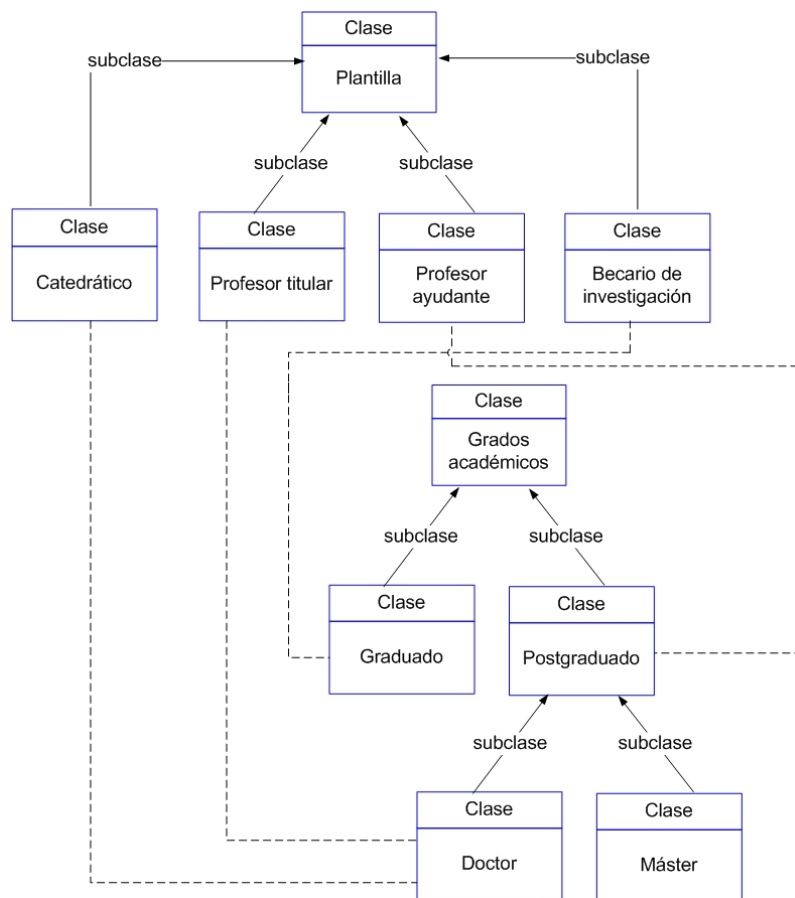 Clase
subclase
subclase
Plantilla
subclase
subclase
Clase
Clase
Clase
Clase
Catedrático
Profesor titular
Profesor
ayudante
Becario de
investigación
Clase
Grados
académicos
subclase
subclase
Clase
Clase
Graduado
Postgraduado
subclase
subclase
Clase
Clase
Doctor
Máster